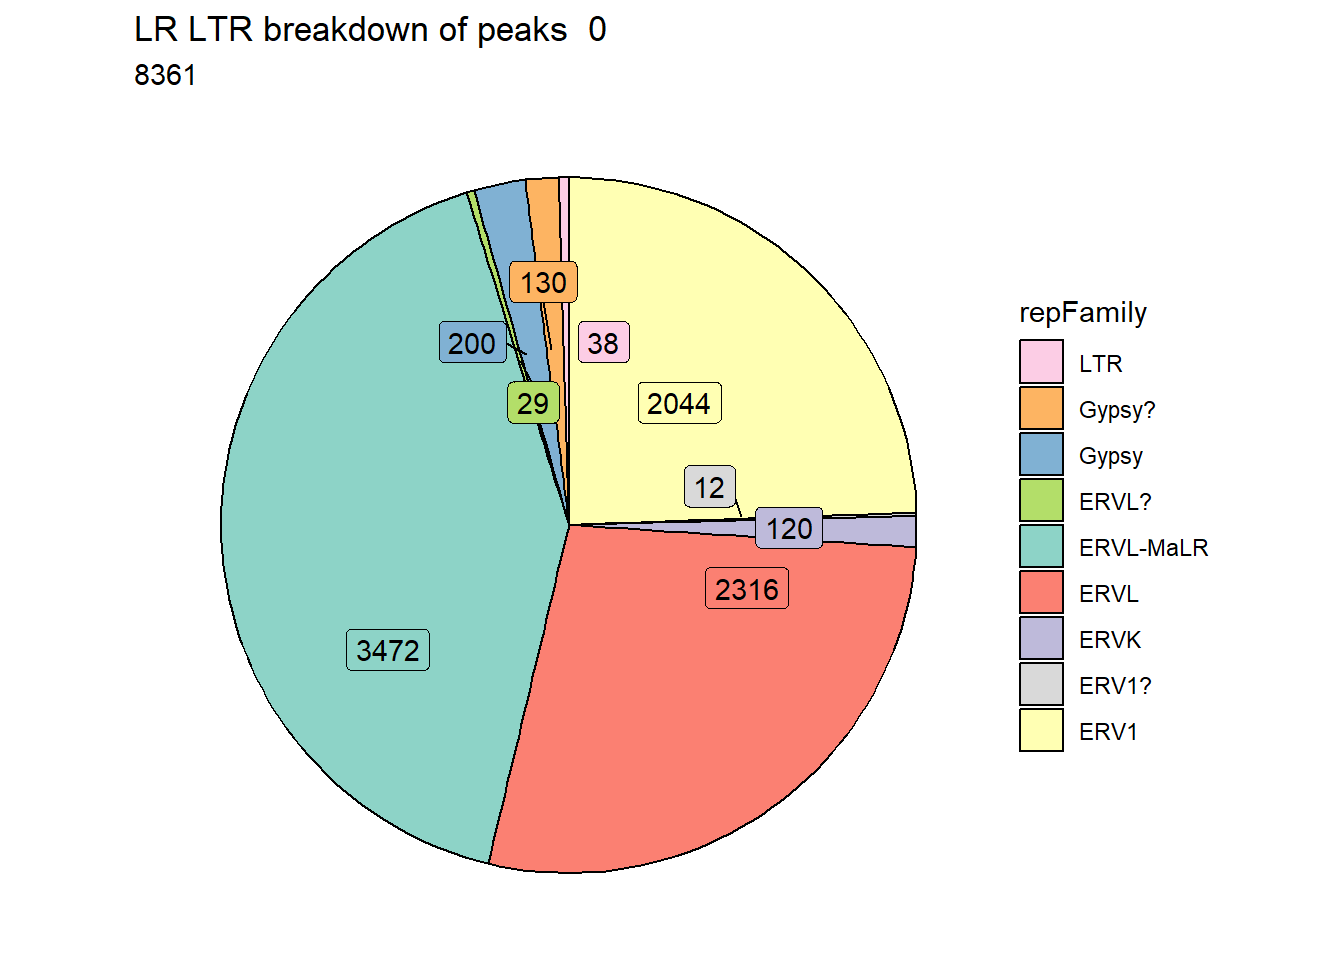 LR LTR breakdown of peaks  0
8361
130
200
38
29
2044
12
120
2316
3472
repFamily
LTR
Gypsy?
Gypsy
ERVL?
ERVL-MaLR
ERVL
ERVK
ERV1?
ERV1